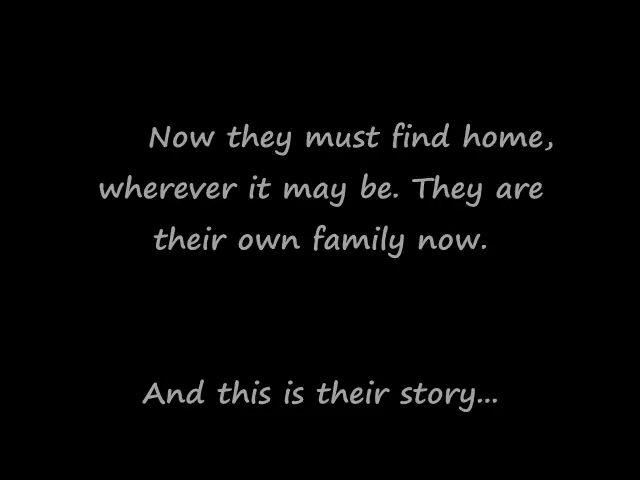 Now they must find home,
wherever it may be. They are
their own family now.
And this is their story...